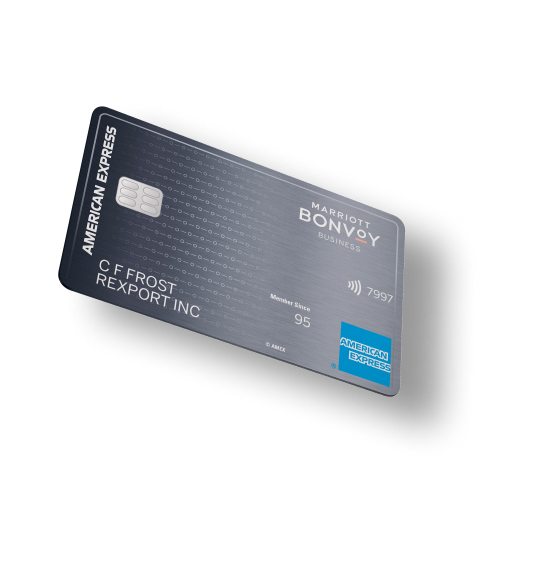 AMERICAN EXPRESS
MARRIOTT
BONVOY
BUSINESS
7997
C F FROST
REXPORT INC
Member Since
95
© AMEX
AMERICAN
EXPRESS
®